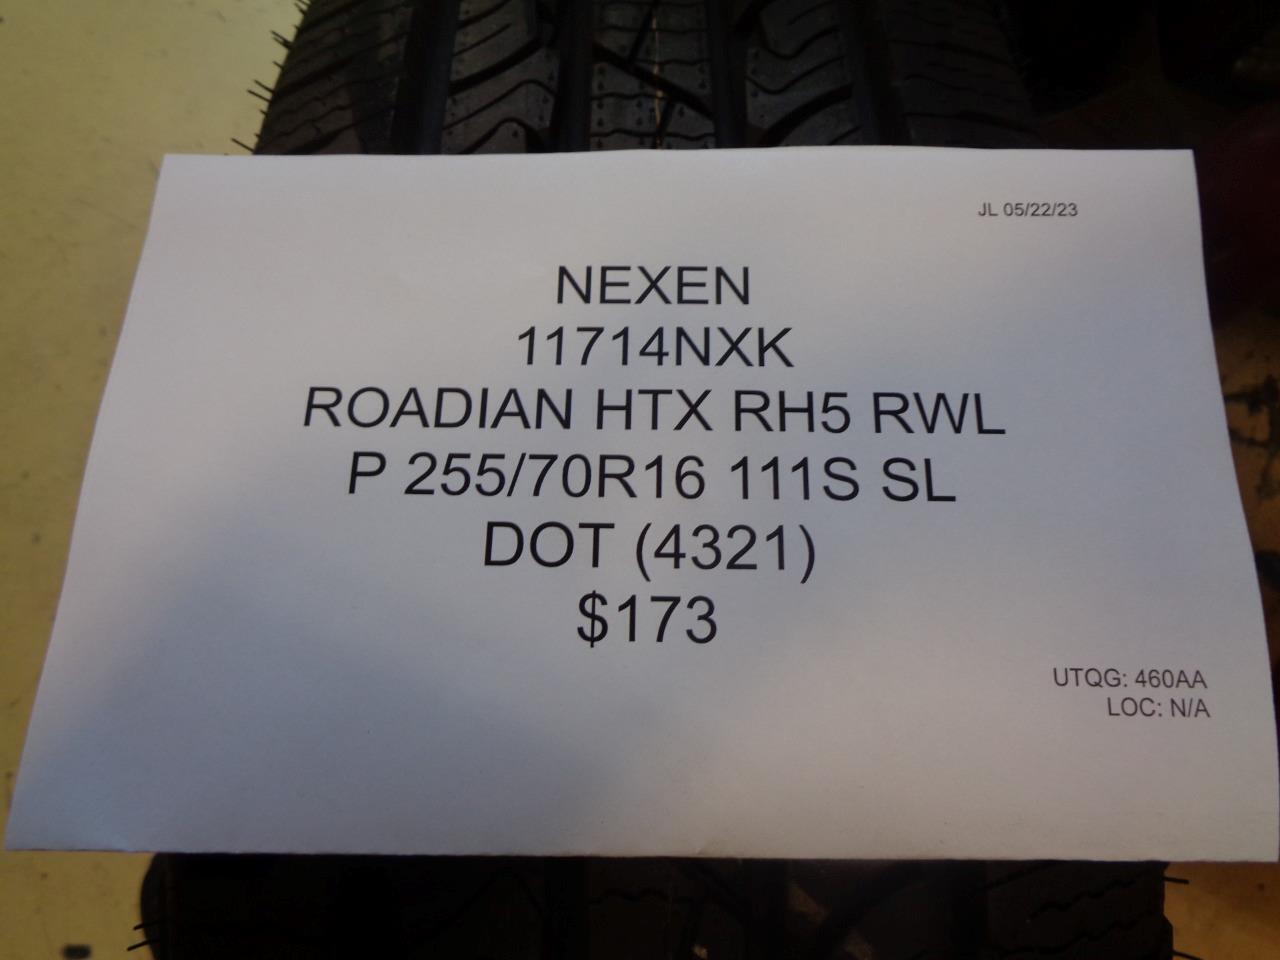 JL 05/22/23
NEXEN
11714NXK
ROADIAN HTX RH5 RWL
P 255/70R16 111S SL
DOT (4321)
$173
UTQG: 460AA
LOC: N/A